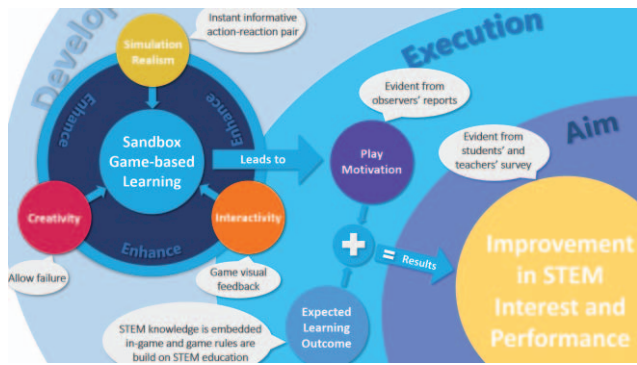 Develop
Instant informative
action-reaction pair
Simulation
Realism
Enhance
Enhance
Sandbox
Game-based
Learning
Creativity
Interactivity
Enhance
Allow failure
Game visual
feedback
Leads to
Execution
Evident from
observers' reports
Play
Motivation
+
= Results
Expected
Learning
Outcome
STEM knowledge is embedded
in-game and game rules are
build on STEM education
Aim
Evident from
students' and
teachers' survey
Improvement
in STEM
Interest and
Performance